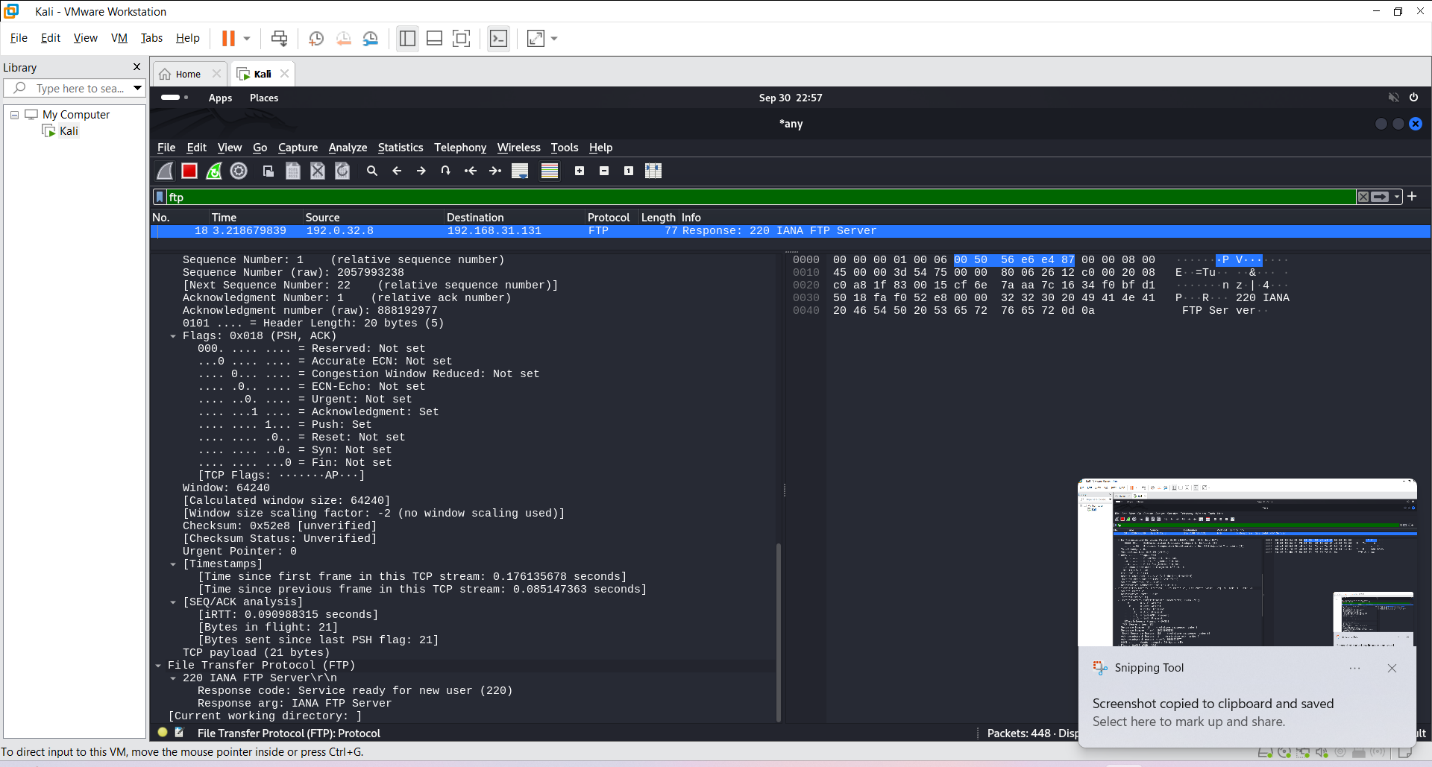 Kali - VMware Workstation
File Edit View VM Tabs Help
Library
Type here to sea...
My Computer
Kali
Home
Kali
Apps Places
Sep 30 22:57
*any
File Edit View Go Capture Analyze Statistics Telephony Wireless Tools Help
ftp
No. Time Source Destination Protocol Length Info
18 3.218679839 192.0.32.8 192.168.31.131 FTP 77 Response: 220 IANA FTP Server
Sequence Number: 1 (relative sequence number)
Sequence Number (raw): 2057993238
[Next Sequence Number: 22 (relative sequence number)]
Acknowledgment Number: 1 (relative ack number)
Acknowledgment number (raw): 888192977
0101 .... = Header Length: 20 bytes (5)
Flags: 0x018 (PSH, ACK)
000. .... .... = Reserved: Not set
...0 .... .... = Accurate ECN: Not set
.... 0... .... = Congestion Window Reduced: Not set
.... .0.. .... = ECN-Echo: Not set
.... ..0. .... = Urgent: Not set
.... ...1 .... = Acknowledgment: Set
.... .... 1... = Push: Set
.... .... .0.. = Reset: Not set
.... .... ..0. = Syn: Not set
.... .... ...0 = Fin: Not set
[TCP Flags: ·······AP···]
Window: 64240
[Calculated window size: 64240]
[Window size scaling factor: -2 (no window scaling used)]
Checksum: 0x52e8 [unverified]
[Checksum Status: Unverified]
Urgent Pointer: 0
[Timestamps]
[Time since first frame in this TCP stream: 0.176135678 seconds]
[Time since previous frame in this TCP stream: 0.085147363 seconds]
[SEQ/ACK analysis]
[iRTT: 0.090988315 seconds]
[Bytes in flight: 21]
[Bytes sent since last PSH flag: 21]
TCP payload (21 bytes)
File Transfer Protocol (FTP)
220 IANA FTP Server\r\n
Response code: Service ready for new user (220)
Response arg: IANA FTP Server
[Current working directory: ]
0000 00 00 00 01 00 06 00 50 56 e6 e4 87 00 00 08 00 ·······P V·······
0010 45 00 00 3d 54 75 00 00 80 06 26 12 c0 00 20 08 E··=Tu·· ··&··· ·
0020 c0 a8 1f 83 00 15 cf 6e 7a aa 7c 16 34 f0 bf d1 ·······n z·|·4···
0030 50 18 fa f0 52 e8 00 00 32 32 30 20 49 41 4e 41 P···R··· 220 IANA
0040 20 46 54 50 20 53 65 72 76 65 72 0d 0a FTP Ser ver··
Snipping Tool
Screenshot copied to clipboard and saved
Select here to mark up and share.
File Transfer Protocol (FTP): Protocol
Packets: 448 · Disp
To direct input to this VM, move the mouse pointer inside or press Ctrl+G.